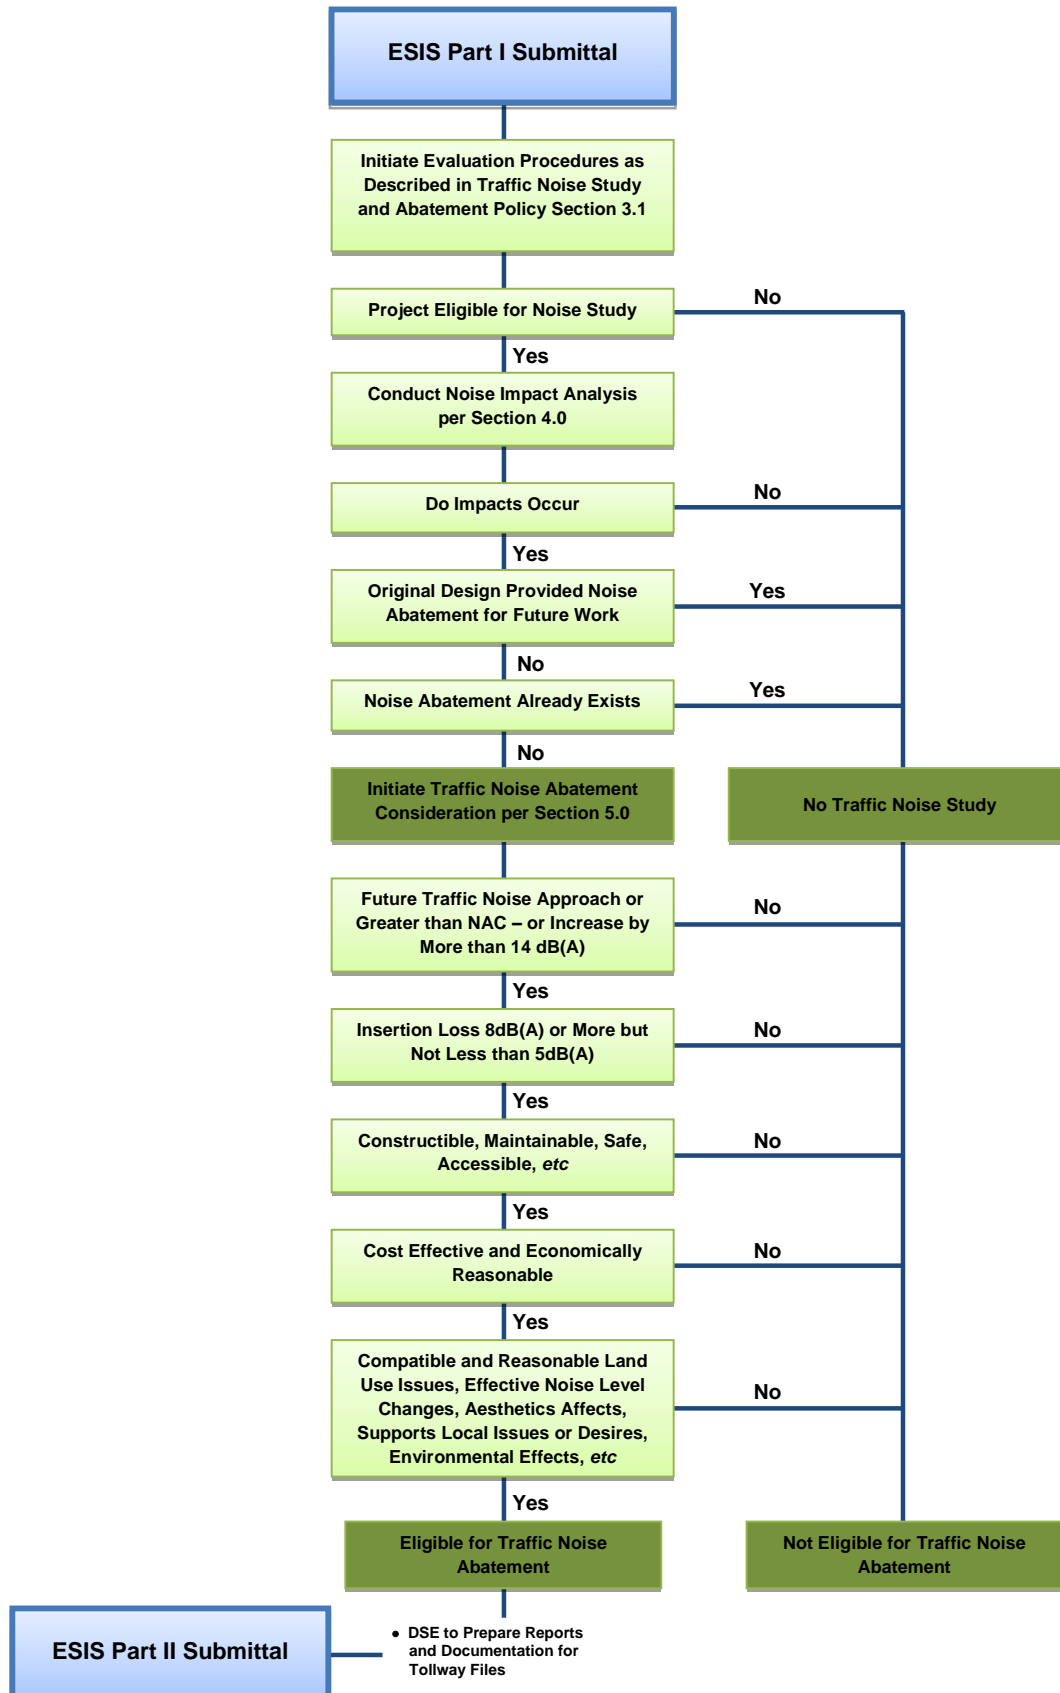 ESIS Part I Submittal
Initiate Evaluation Procedures as
Described in Traffic Noise Study
and Abatement Policy Section 3.1
Project Eligible for Noise Study
No
Yes
Conduct Noise Impact Analysis
per Section 4.0
Do Impacts Occur
No
Yes
Original Design Provided Noise
Abatement for Future Work
Yes
No
Noise Abatement Already Exists
Yes
No
Initiate Traffic Noise Abatement
Consideration per Section 5.0
No Traffic Noise Study
Future Traffic Noise Approach or
Greater than NAC – or Increase by
More than 14 dB(A)
No
Yes
Insertion Loss 8dB(A) or More but
Not Less than 5dB(A)
No
Yes
Constructible, Maintainable, Safe,
Accessible, etc
No
Yes
Cost Effective and Economically
Reasonable
No
Yes
Compatible and Reasonable Land
Use Issues, Effective Noise Level
Changes, Aesthetics Affects,
Supports Local Issues or Desires,
Environmental Effects, etc
No
Yes
Eligible for Traffic Noise
Abatement
Not Eligible for Traffic Noise
Abatement
ESIS Part II Submittal
• DSE to Prepare Reports
and Documentation for
Tollway Files